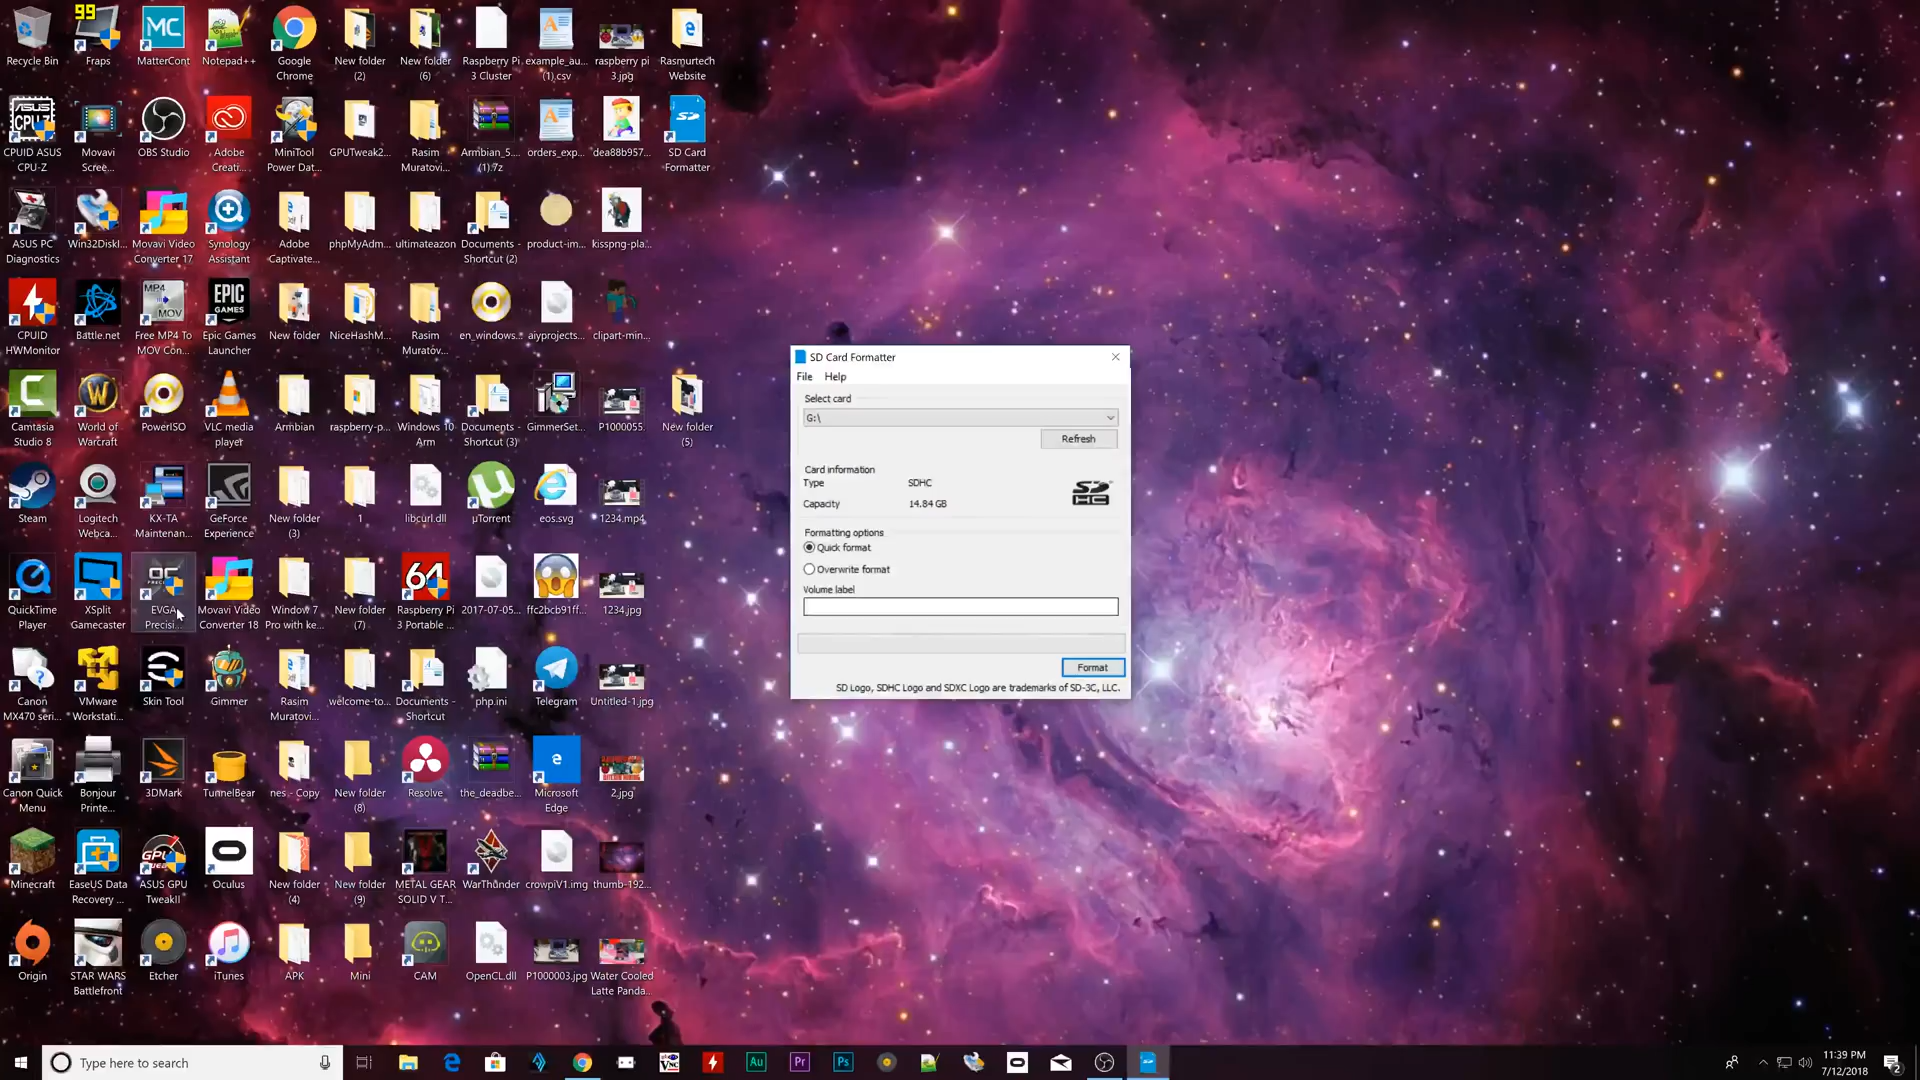 99
Recycle Bin
Fraps
MatterCont
Notepad++
Google
Chrome
New folder
(2)
New folder
(6)
Raspberry Pi
3 Cluster
example_au...
(1).csv
raspberry pi
3.jpg
Rasmurtech
Website
CPUID ASUS
CPU-Z
Movavi
Scree...
OBS Studio
Adobe
Creati...
MiniTool
Power Dat...
GPUTweak2...
Rasim
Muratovi...
Armbian_5....
(1).7z
orders_exp...
dea88b957...
SD Card
Formatter
ASUS PC
Diagnostics
Win32DiskI...
Movavi Video
Converter 17
Synology
Assistant
Adobe
Captivate...
phpMyAdm...
ultimateazon
Documents -
Shortcut (2)
product-im...
kisspng-pla...
CPUID
HWMonitor
Battle.net
Free MP4 To
MOV Con...
Epic Games
Launcher
New folder
NiceHashM...
Rasim
Muratov...
en_windows...
aiyprojects...
clipart-min...
Camtasia
Studio 8
World of
Warcraft
PowerISO
VLC media
player
Armbian
raspberry-p...
Windows 10
Arm
Documents -
Shortcut (3)
GimmerSet...
P1000055.
New folder
(5)
Steam
Logitech
Webca...
KX-TA
Maintenan...
GeForce
Experience
New folder
(3)
1
libcurl.dll
µTorrent
eos.svg
1234.mp4
QuickTime
Player
XSplit
Gamecaster
EVGA
Precisi...
Movavi Video
Converter 18
Window 7
Pro with ke...
New folder
(7)
Raspberry Pi
3 Portable ...
2017-07-05...
ffc2bcb91ff...
1234.jpg
Canon
MX470 seri...
VMware
Workstati...
Skin Tool
Gimmer
Rasim
Muratovi...
welcome-to...
Documents -
Shortcut
php.ini
Telegram
Untitled-1.jpg
Canon Quick
Menu
Bonjour
Printe...
3DMark
TunnelBear
nes - Copy
New folder
(8)
Resolve
the_deadbe...
Microsoft
Edge
2.jpg
Minecraft
EaseUS Data
Recovery ...
ASUS GPU
TweakII
Oculus
New folder
(4)
New folder
(9)
METAL GEAR
SOLID V T...
WarThunder
crowpiV1.img
thumb-192...
Origin
STAR WARS
Battlefront
Etcher
iTunes
APK
Mini
CAM
OpenCL.dll
P1000003.jpg
Water Cooled
Latte Panda...
SD Card Formatter
File Help
Select card
G:\
Refresh
Card information
Type SDHC
Capacity 14.84 GB
Formatting options
Quick format
Overwrite format
Volume label
Format
SD Logo, SDHC Logo and SDXC Logo are trademarks of SD-3C, LLC.
Type here to search
Au
Pr
Ps
11:39 PM
7/12/2018
2